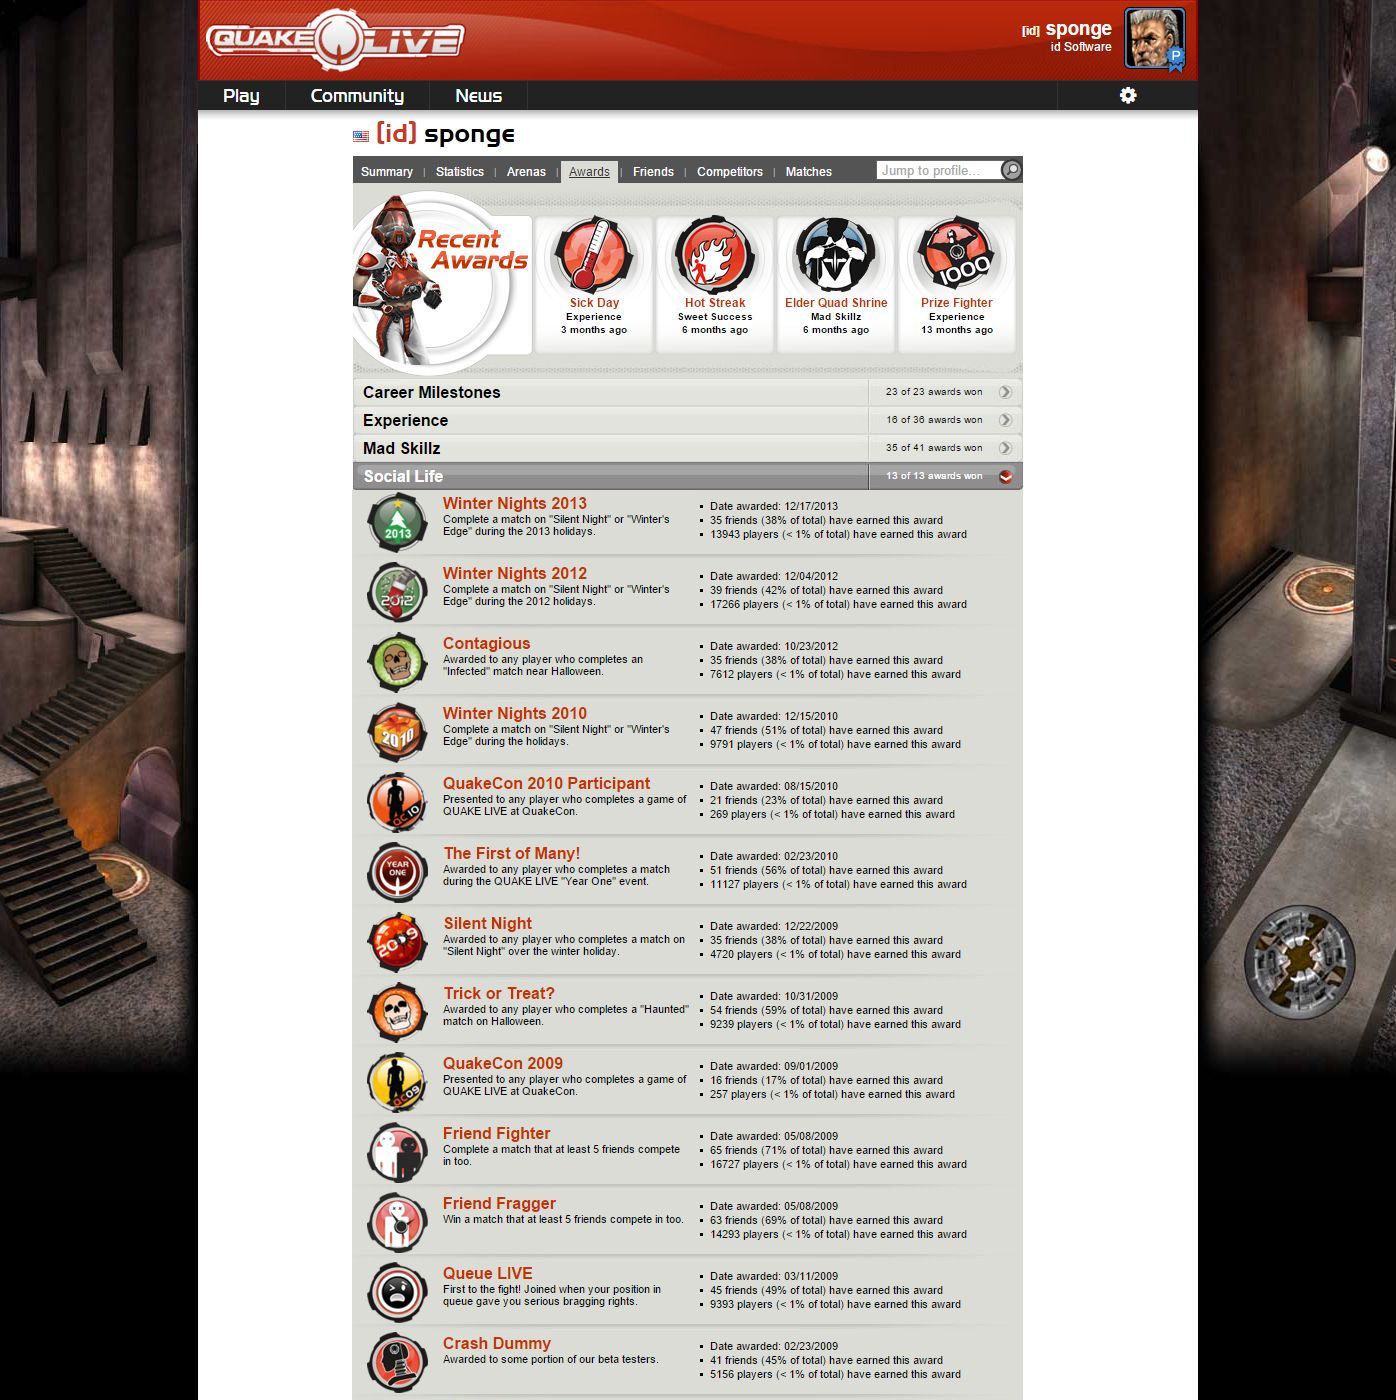 QUAKE LIVE
[id] sponge
id Software
P
Play
Community
News
[id] sponge
Summary | Statistics | Arenas | Awards | Friends | Competitors | Matches
Jump to profile...
Recent
Awards
Sick Day
Experience
3 months ago
Hot Streak
Sweet Success
6 months ago
Elder Quad Shrine
Mad Skillz
6 months ago
1000
Prize Fighter
Experience
13 months ago
Career Milestones
23 of 23 awards won
Experience
16 of 36 awards won
Mad Skillz
35 of 41 awards won
Social Life
13 of 13 awards won
2013
Winter Nights 2013
Complete a match on "Silent Night" or "Winter's
Edge" during the 2013 holidays.
Date awarded: 12/17/2013
35 friends (38% of total) have earned this award
13943 players (< 1% of total) have earned this award
2012
Winter Nights 2012
Complete a match on "Silent Night" or "Winter's
Edge" during the 2012 holidays.
Date awarded: 12/04/2012
39 friends (42% of total) have earned this award
17266 players (< 1% of total) have earned this award
Contagious
Awarded to any player who completes an
"Infected" match near Halloween.
Date awarded: 10/23/2012
35 friends (38% of total) have earned this award
7612 players (< 1% of total) have earned this award
2010
Winter Nights 2010
Complete a match on "Silent Night" or "Winter's
Edge" during the holidays.
Date awarded: 12/15/2010
47 friends (51% of total) have earned this award
9791 players (< 1% of total) have earned this award
QC 10
QuakeCon 2010 Participant
Presented to any player who completes a game of
QUAKE LIVE at QuakeCon.
Date awarded: 08/15/2010
21 friends (23% of total) have earned this award
269 players (< 1% of total) have earned this award
YEAR
ONE
The First of Many!
Awarded to any player who completes a match
during the QUAKE LIVE "Year One" event.
Date awarded: 02/23/2010
51 friends (56% of total) have earned this award
11127 players (< 1% of total) have earned this award
2009
Silent Night
Awarded to any player who completes a match on
"Silent Night" over the winter holiday.
Date awarded: 12/22/2009
35 friends (38% of total) have earned this award
4720 players (< 1% of total) have earned this award
Trick or Treat?
Awarded to any player who completes a "Haunted"
match on Halloween.
Date awarded: 10/31/2009
54 friends (59% of total) have earned this award
9239 players (< 1% of total) have earned this award
QC09
QuakeCon 2009
Presented to any player who completes a game of
QUAKE LIVE at QuakeCon.
Date awarded: 09/01/2009
16 friends (17% of total) have earned this award
257 players (< 1% of total) have earned this award
Friend Fighter
Complete a match that at least 5 friends compete
in too.
Date awarded: 05/08/2009
65 friends (71% of total) have earned this award
16727 players (< 1% of total) have earned this award
Friend Fragger
Win a match that at least 5 friends compete in too.
Date awarded: 05/08/2009
63 friends (69% of total) have earned this award
14293 players (< 1% of total) have earned this award
Queue LIVE
First to the fight! Joined when your position in
queue gave you serious bragging rights.
Date awarded: 03/11/2009
45 friends (49% of total) have earned this award
9393 players (< 1% of total) have earned this award
Crash Dummy
Awarded to some portion of our beta testers.
Date awarded: 02/23/2009
41 friends (45% of total) have earned this award
5156 players (< 1% of total) have earned this award